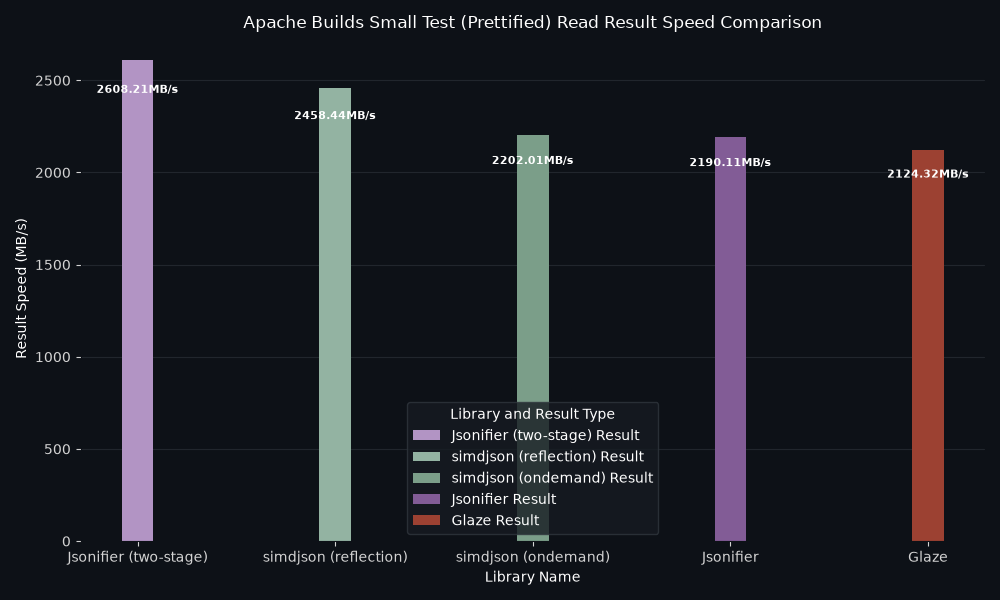 Apache Builds Small Test (Prettified) Read Result Speed Comparison
Result Speed (MB/s)
2500
2000
1500
1000
500
0
2608.21MB/s
2458.44MB/s
2202.01MB/s
2190.11MB/s
2124.32MB/s
Library and Result Type
Jsonifier (two-stage) Result
simdjson (reflection) Result
simdjson (ondemand) Result
Jsonifier Result
Glaze Result
Jsonifier (two-stage)
simdjson (reflection)
simdjson (ondemand)
Jsonifier
Glaze
Library Name